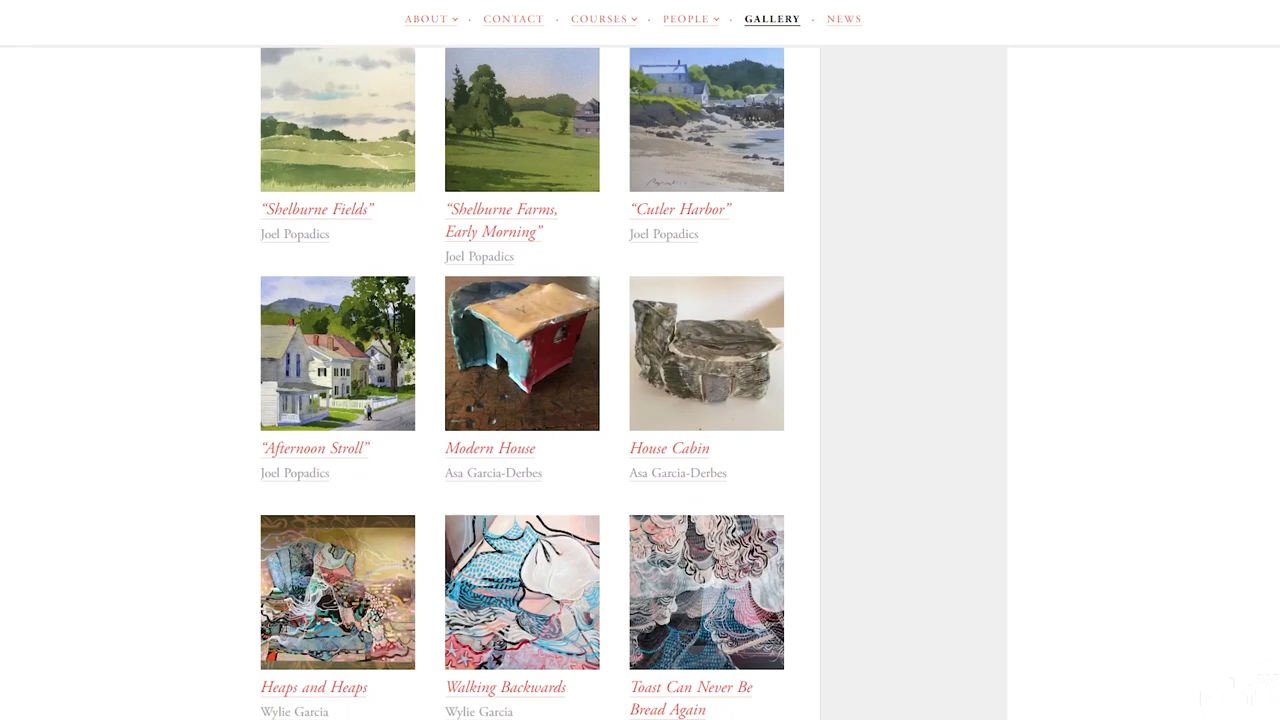 ABOUT · CONTACT · COURSES · PEOPLE · GALLERY · NEWS
“Shelburne Fields”
Joel Popadics
“Shelburne Farms,
Early Morning”
Joel Popadics
“Cutler Harbor”
Joel Popadics
“Afternoon Stroll”
Joel Popadics
Modern House
Asa Garcia-Derbes
House Cabin
Asa Garcia-Derbes
Heaps and Heaps
Wylie Garcia
Walking Backwards
Wylie Garcia
Toast Can Never Be
Bread Again